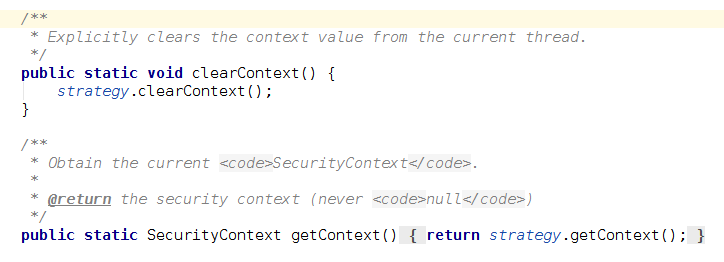 /**
 * Explicitly clears the context value from the current thread.
 */
public static void clearContext() {
    strategy.clearContext();
}

/**
 * Obtain the current <code>SecurityContext</code>.
 *
 * @return the security context (never <code>null</code>)
 */
public static SecurityContext getContext() { return strategy.getContext(); }